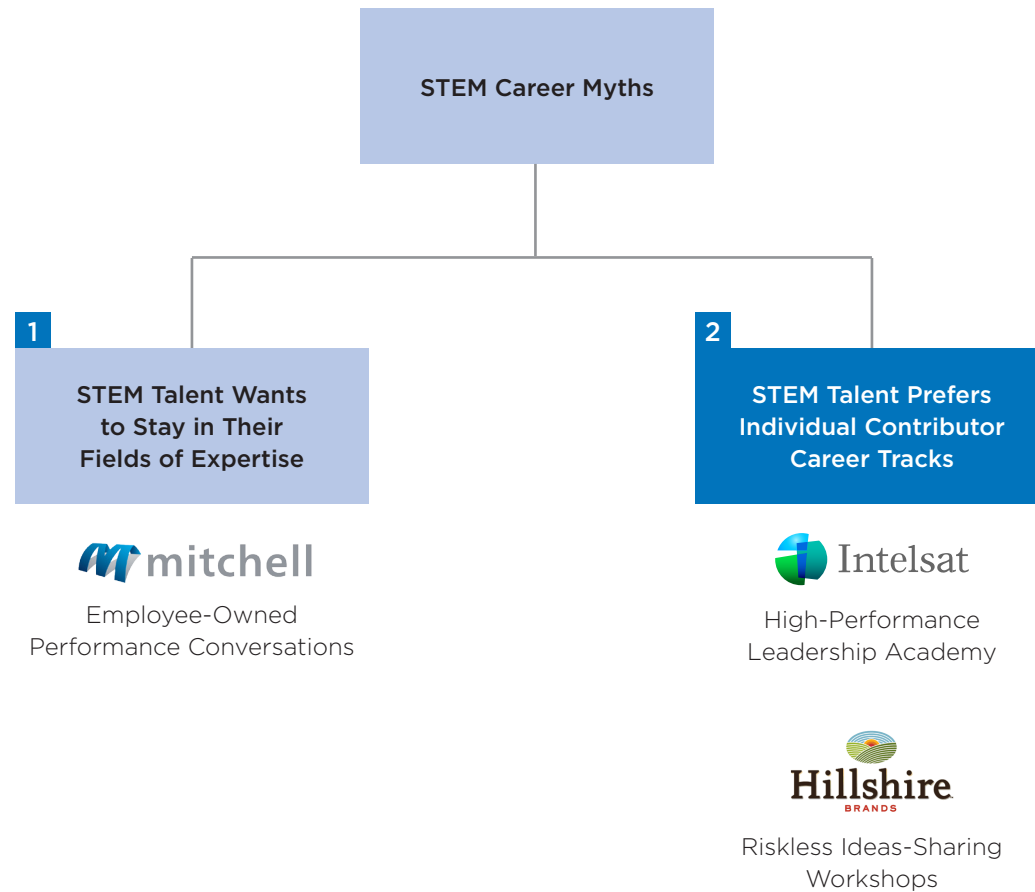 STEM Career Myths
1
STEM Talent Wants
to Stay in Their
Fields of Expertise
mitchell
Employee-Owned
Performance Conversations
2
STEM Talent Prefers
Individual Contributor
Career Tracks
Intelsat
High-Performance
Leadership Academy
Hillshire
BRANDS
Riskless Ideas-Sharing
Workshops